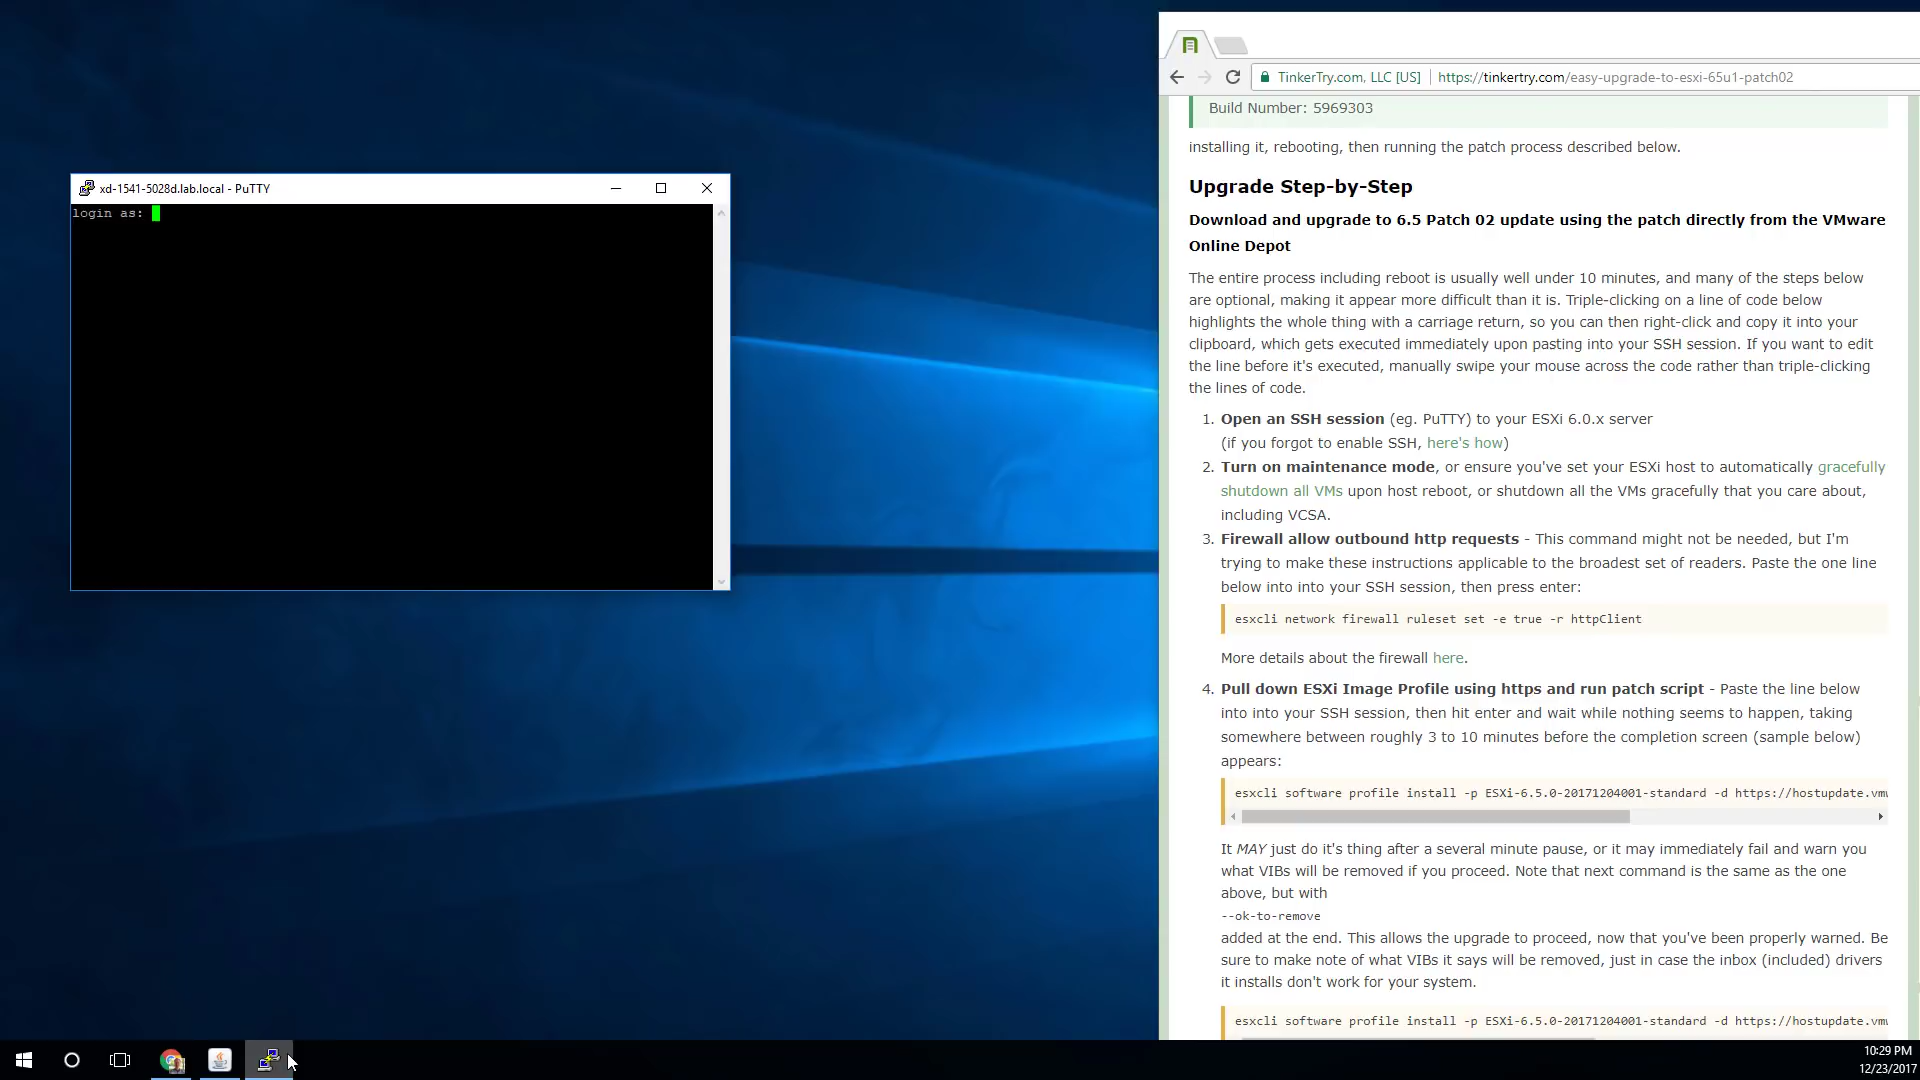 xd-1541-5028d.lab.local - PuTTY
login as:
TinkerTry.com, LLC [US]
https://tinkertry.com/easy-upgrade-to-esxi-65u1-patch02
Build Number: 5969303
installing it, rebooting, then running the patch process described below.
Upgrade Step-by-Step
Download and upgrade to 6.5 Patch 02 update using the patch directly from the VMware
Online Depot
The entire process including reboot is usually well under 10 minutes, and many of the steps below
are optional, making it appear more difficult than it is. Triple-clicking on a line of code below
highlights the whole thing with a carriage return, so you can then right-click and copy it into your
clipboard, which gets executed immediately upon pasting into your SSH session. If you want to edit
the line before it's executed, manually swipe your mouse across the code rather than triple-clicking
the lines of code.
1. Open an SSH session (eg. PuTTY) to your ESXi 6.0.x server
(if you forgot to enable SSH, here's how)
2. Turn on maintenance mode, or ensure you've set your ESXi host to automatically gracefully
shutdown all VMs upon host reboot, or shutdown all the VMs gracefully that you care about,
including VCSA.
3. Firewall allow outbound http requests - This command might not be needed, but I'm
trying to make these instructions applicable to the broadest set of readers. Paste the one line
below into into your SSH session, then press enter:
esxcli network firewall ruleset set -e true -r httpClient
More details about the firewall here.
4. Pull down ESXi Image Profile using https and run patch script - Paste the line below
into into your SSH session, then hit enter and wait while nothing seems to happen, taking
somewhere between roughly 3 to 10 minutes before the completion screen (sample below)
appears:
esxcli software profile install -p ESXi-6.5.0-20171204001-standard -d https://hostupdate.vmw
It MAY just do it's thing after a several minute pause, or it may immediately fail and warn you
what VIBs will be removed if you proceed. Note that next command is the same as the one
above, but with
--ok-to-remove
added at the end. This allows the upgrade to proceed, now that you've been properly warned. Be
sure to make note of what VIBs it says will be removed, just in case the inbox (included) drivers
it installs don't work for your system.
esxcli software profile install -p ESXi-6.5.0-20171204001-standard -d https://hostupdate.vmw
10:29 PM
12/23/2017